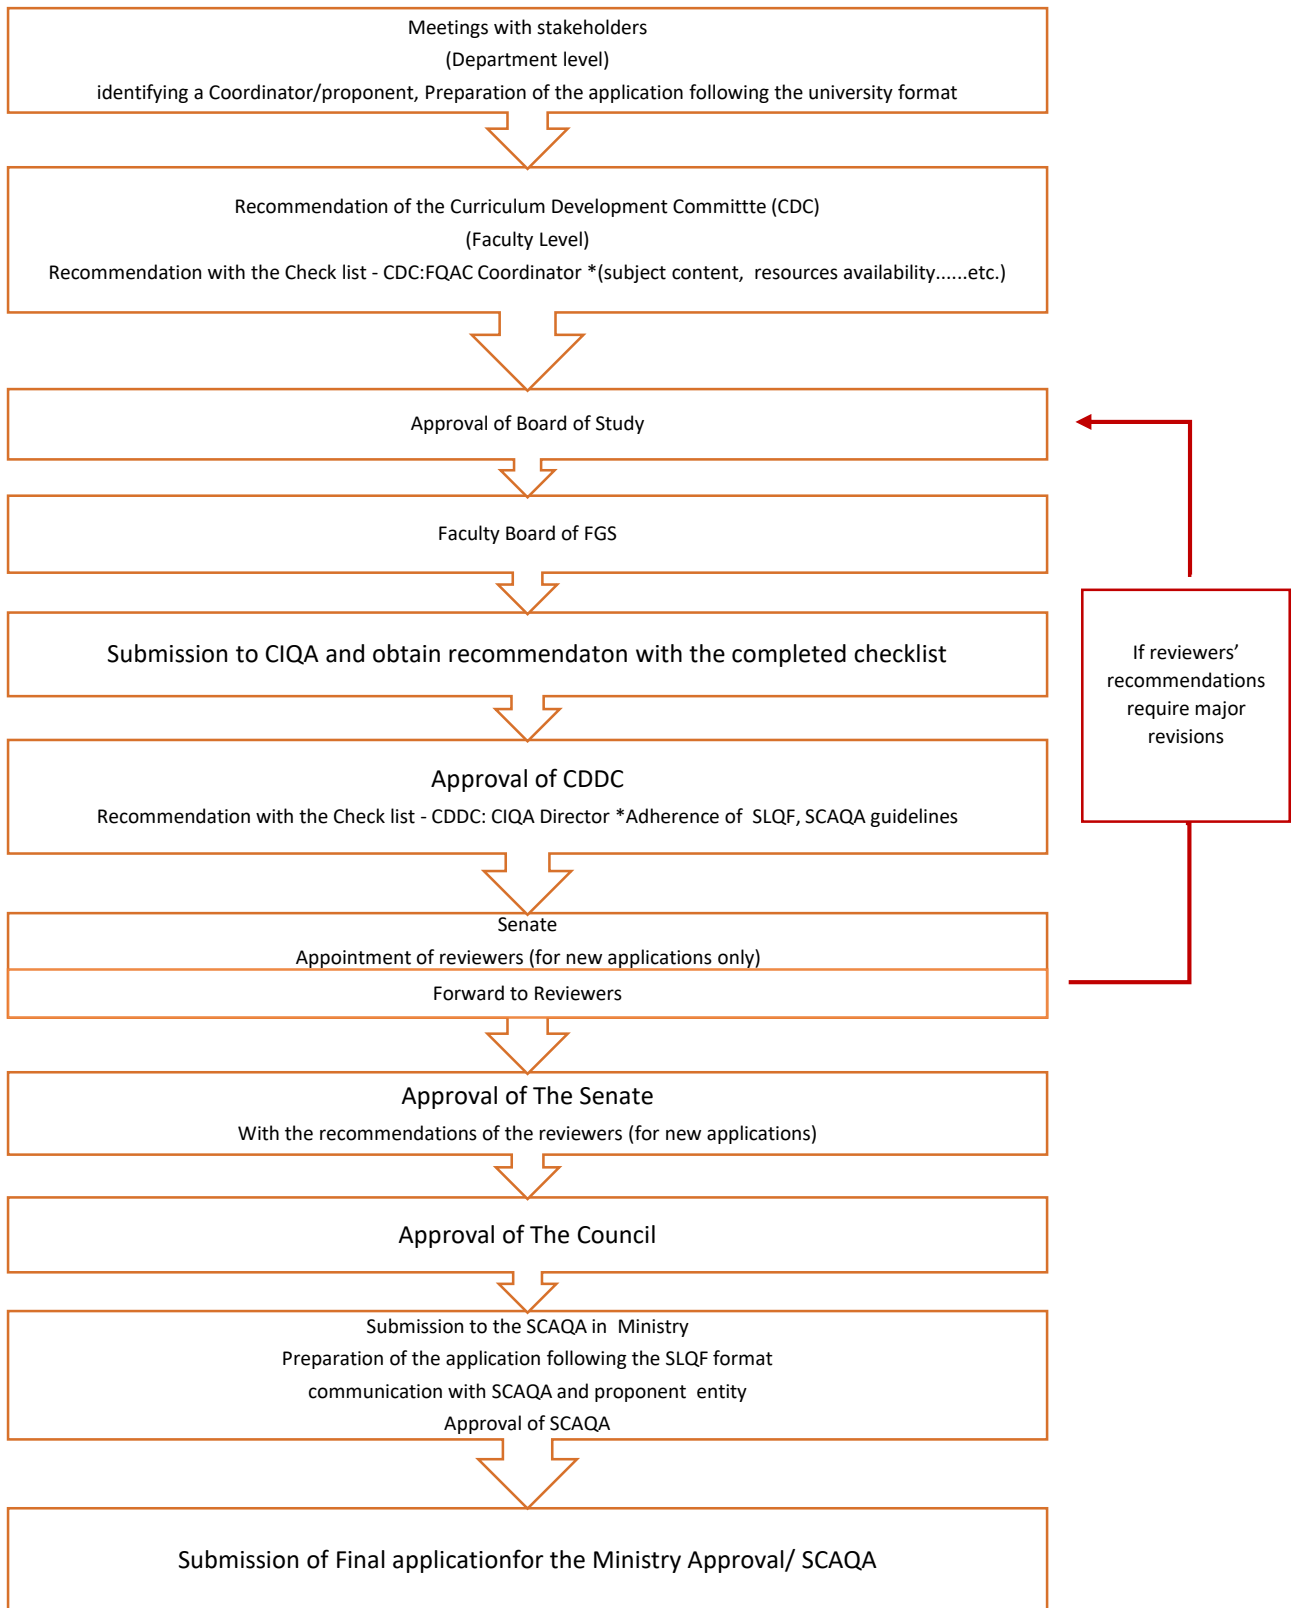 Meetings with stakeholders
(Department level)
identifying a Coordinator/proponent, Preparation of the application following the university format
Recommendation of the Curriculum Development Committte (CDC)
(Faculty Level)
Recommendation with the Check list - CDC:FQAC Coordinator *(subject content, resources availability......etc.)
Approval of Board of Study
Faculty Board of FGS
Submission to CIQA and obtain recommendaton with the completed checklist
If reviewers’
recommendations
require major
revisions
Approval of CDDC
Recommendation with the Check list - CDDC: CIQA Director *Adherence of SLQF, SCAQA guidelines
Senate
Appointment of reviewers (for new applications only)
Forward to Reviewers
Approval of The Senate
With the recommendations of the reviewers (for new applications)
Approval of The Council
Submission to the SCAQA in Ministry
Preparation of the application following the SLQF format
communication with SCAQA and proponent entity
Approval of SCAQA
Submission of Final applicationfor the Ministry Approval/ SCAQA